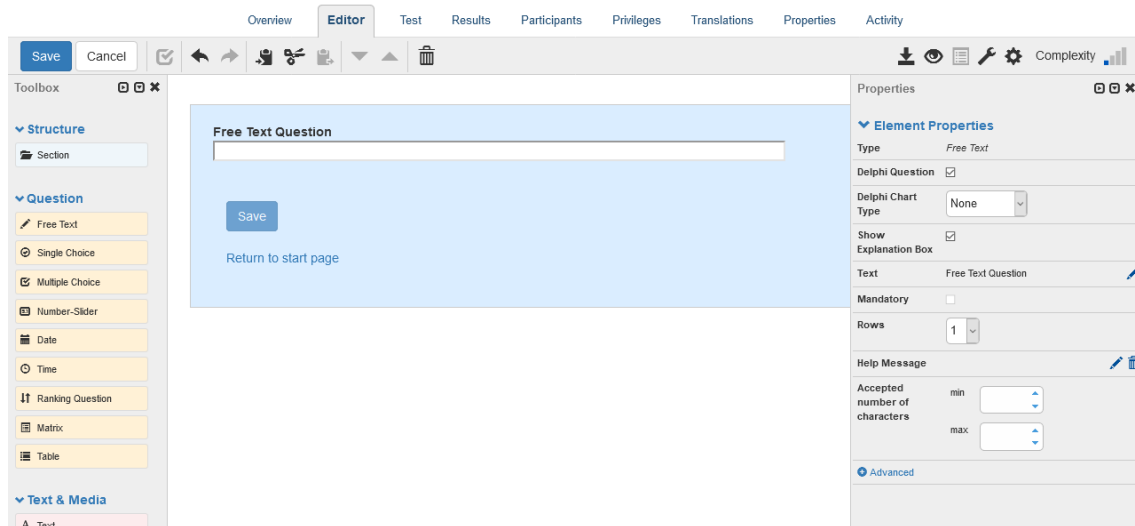 Overview Editor Test Results Participants Privileges Translations Properties Activity
Save Cancel Complexity
Toolbox
Structure
Section
Question
Free Text
Single Choice
Multiple Choice
Number-Slider
Date
Time
Ranking Question
Matrix
Table
Text & Media
A Text
Free Text Question
Save
Return to start page
Properties
Element Properties
Type Free Text
Delphi Question
Delphi Chart Type None
Show Explanation Box
Text Free Text Question
Mandatory
Rows 1
Help Message
Accepted number of characters
min
max
Advanced